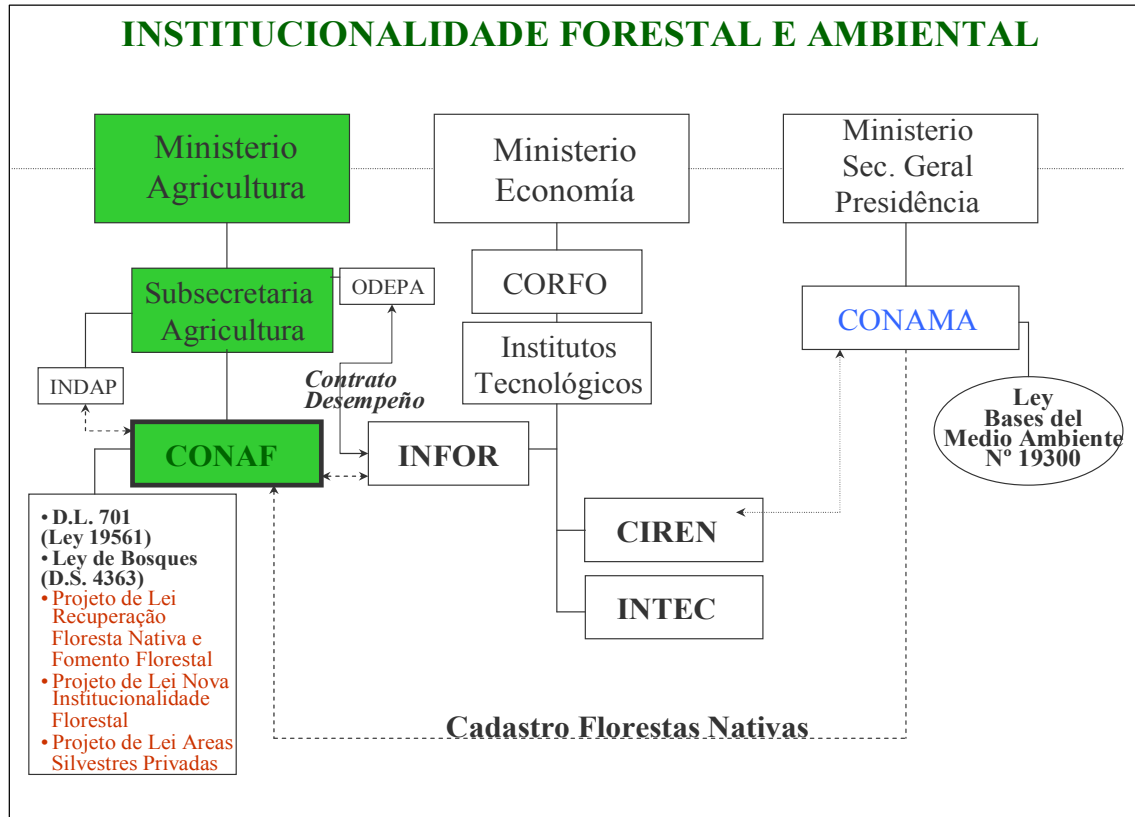 INSTITUCIONALIDADE FORESTAL E AMBIENTAL
Ministerio
Agricultura
Ministerio
Economía
Ministerio
Sec. Geral
Presidência
Subsecretaria
Agricultura
ODEPA
CORFO
CONAMA
Institutos
Tecnológicos
INDAP
Contrato
Desempeño
Ley
Bases del
Medio Ambiente
Nº 19300
CONAF
INFOR
• D.L. 701
(Ley 19561)
• Ley de Bosques
(D.S. 4363)
• Projeto de Lei
Recuperação
Floresta Nativa e
Fomento Florestal
• Projeto de Lei Nova
Institucionalidade
Florestal
• Projeto de Lei Areas
Silvestres Privadas
CIREN
INTEC
Cadastro Florestas Nativas